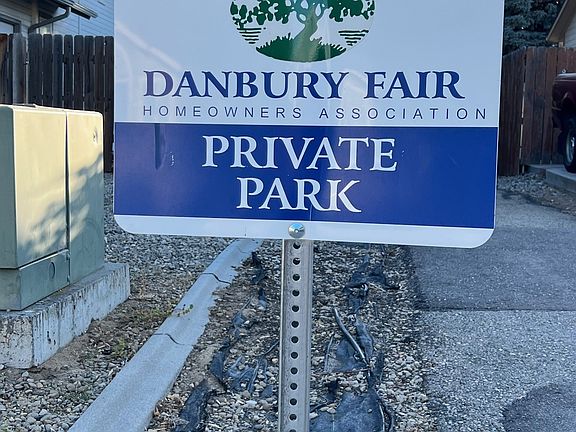 DANBURY FAIR
HOMEOWNERS ASSOCIATION
PRIVATE
PARK